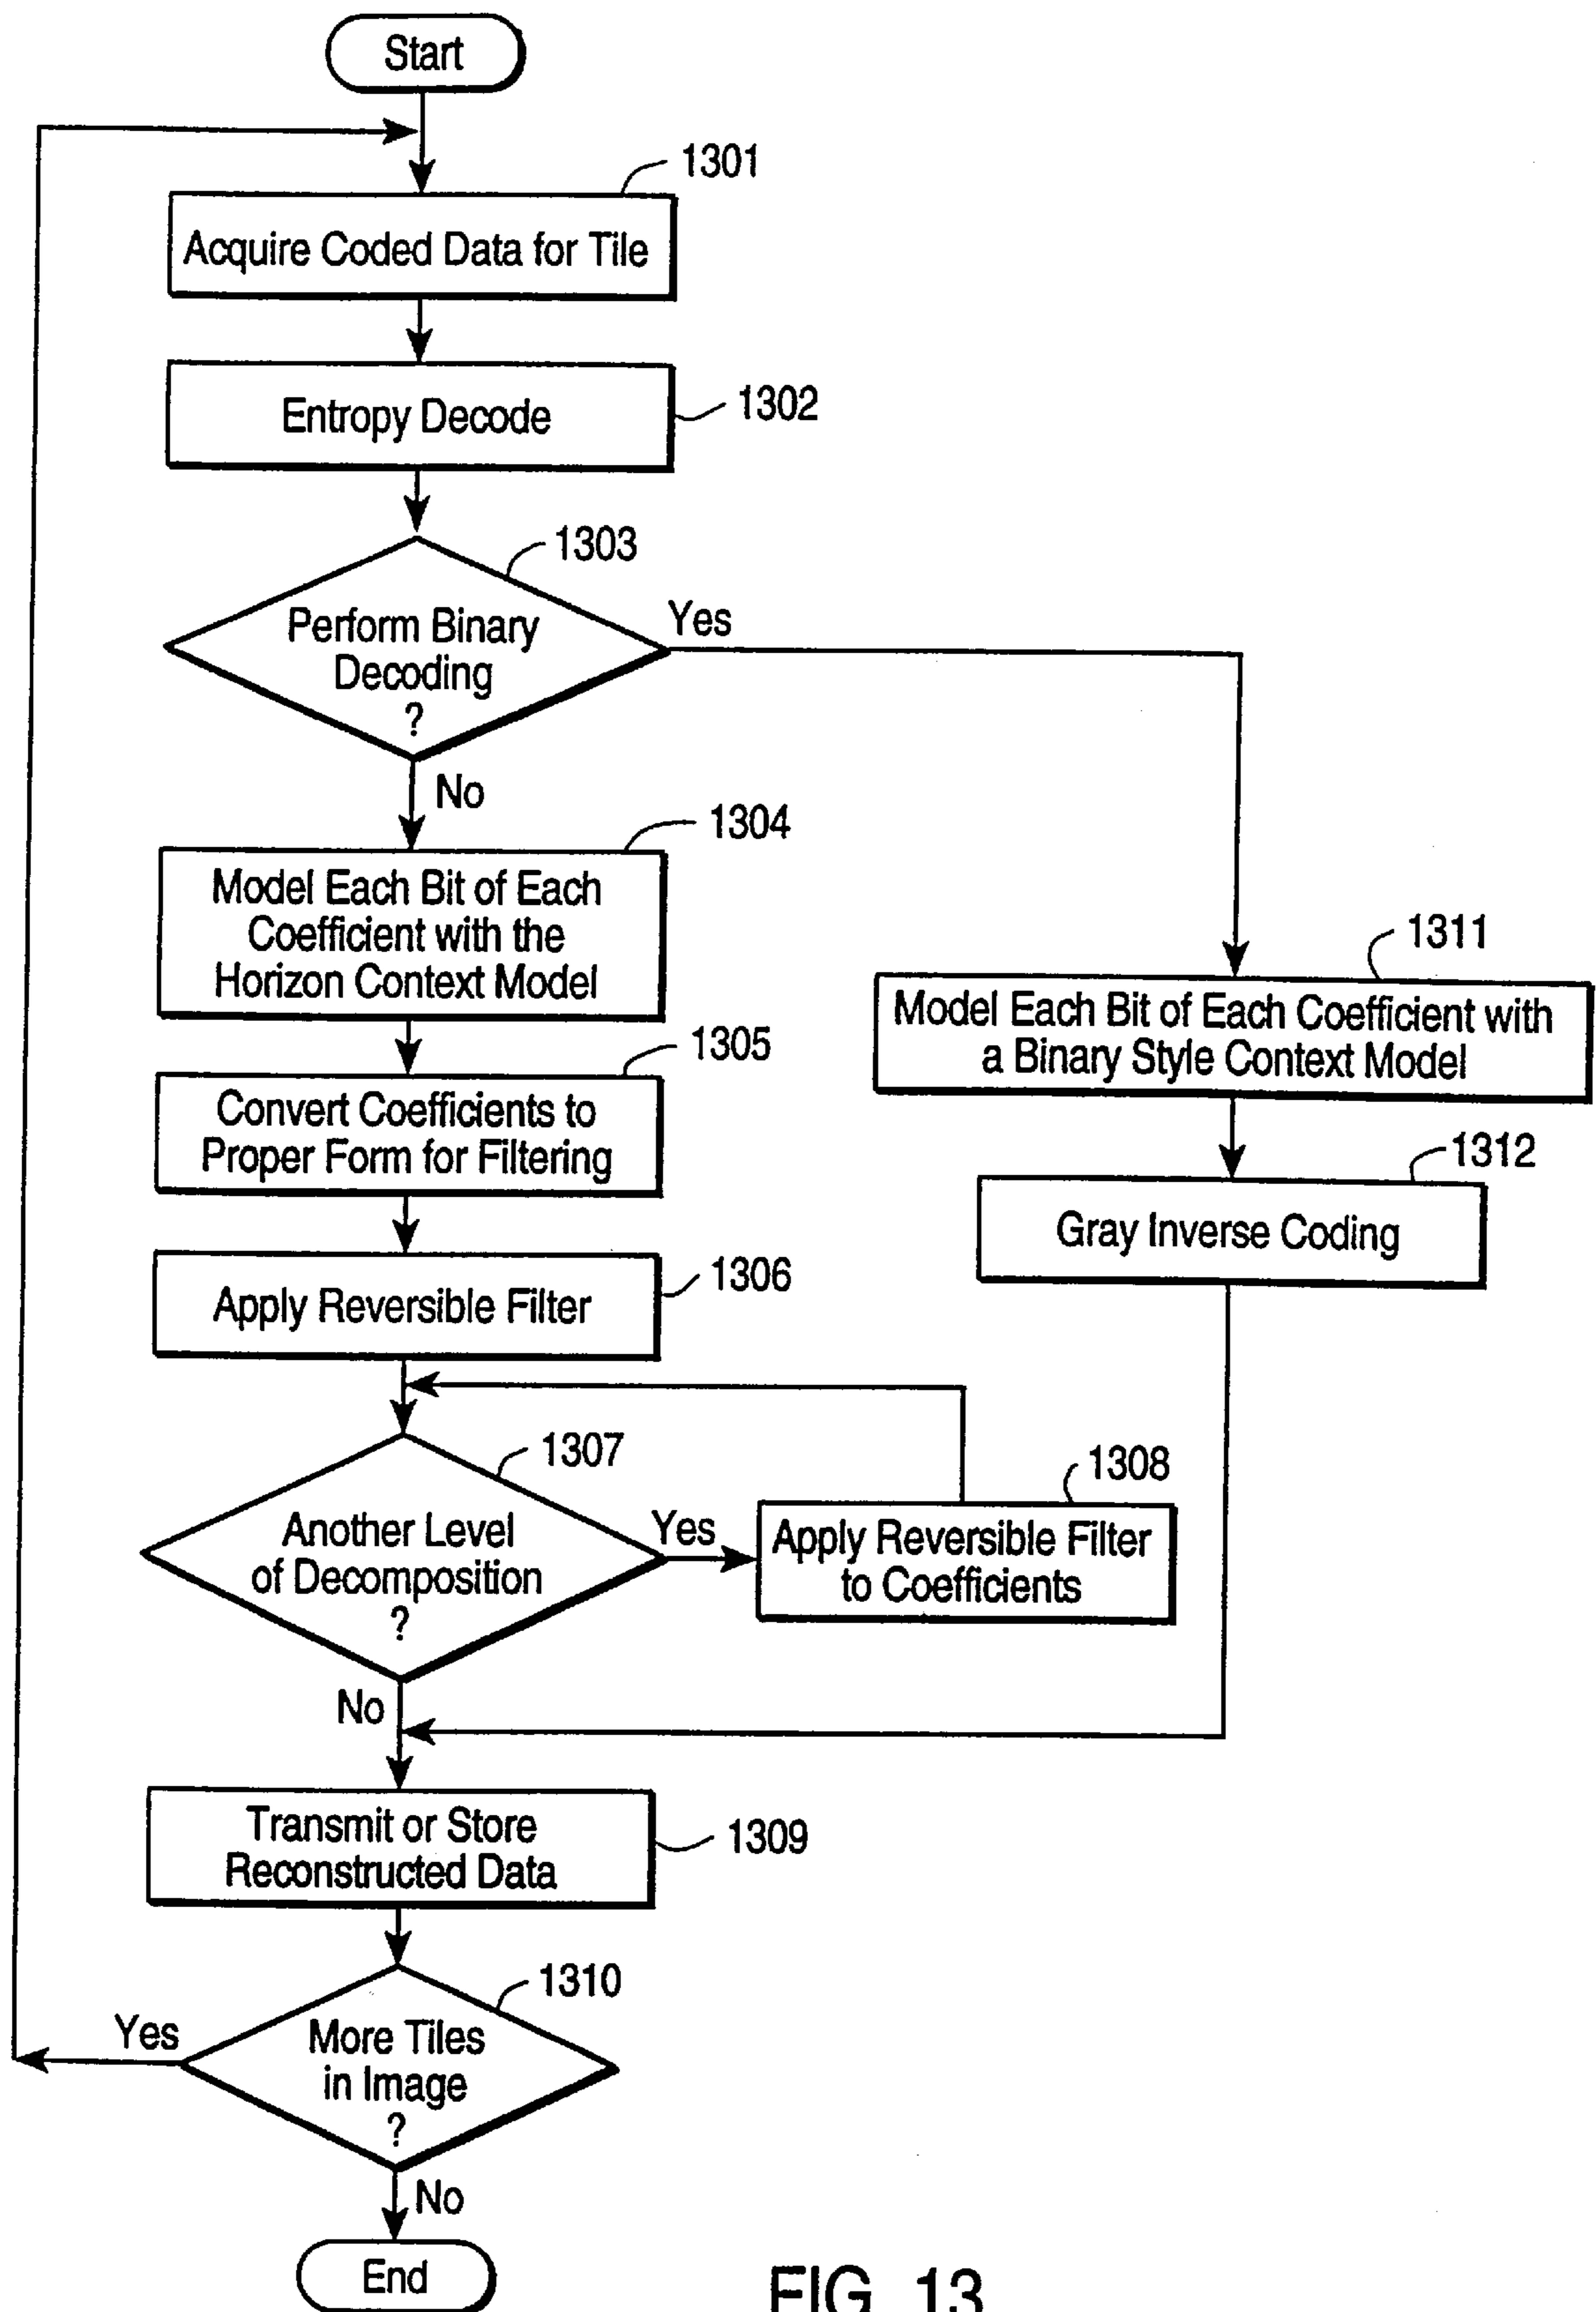 Start
1301
Acquire Coded Data for Tile
Entropy Decode
1302
1303
Perform Binary
Decoding
?
Yes
No
1304
Model Each Bit of Each
Coefficient with the
Horizon Context Model
1311
Model Each Bit of Each Coefficient with
a Binary Style Context Model
1305
Convert Coefficients to
Proper Form for Filtering
1312
Gray Inverse Coding
Apply Reversible Filter
1306
1307
Another Level
of Decomposition
?
Yes
1308
Apply Reversible Filter
to Coefficients
No
Transmit or Store
Reconstructed Data
1309
1310
More Tiles
in Image
?
Yes
No
End
FIG. 13